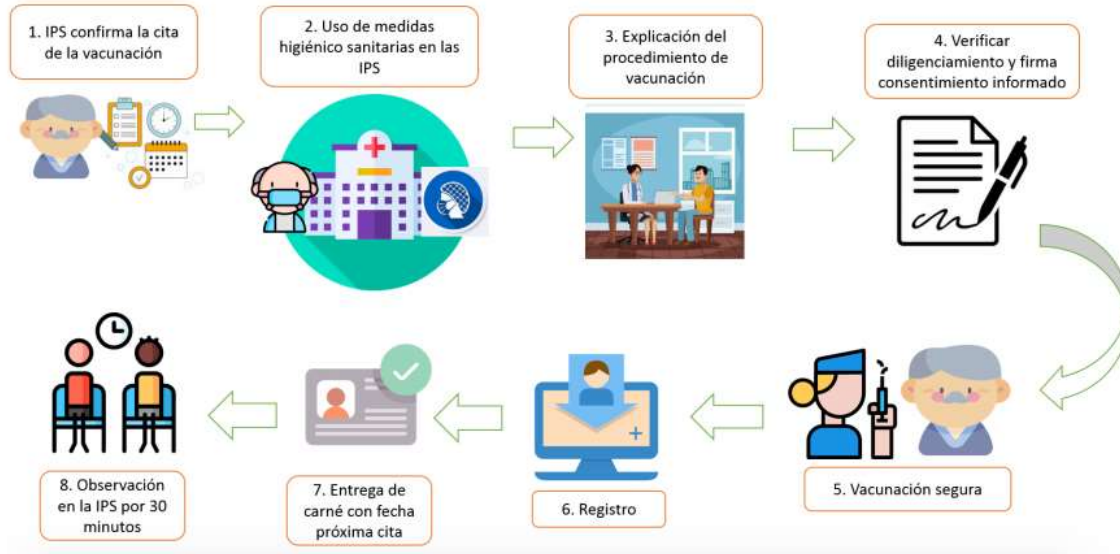 1. IPS confirma la cita
de la vacunación
2. Uso de medidas
higiénico sanitarias en las
IPS
3. Explicación del
procedimiento de
vacunación
4. Verificar
diligenciamiento y firma
consentimiento informado
5. Vacunación segura
6. Registro
7. Entrega de
carné con fecha
próxima cita
8. Observación
en la IPS por 30
minutos